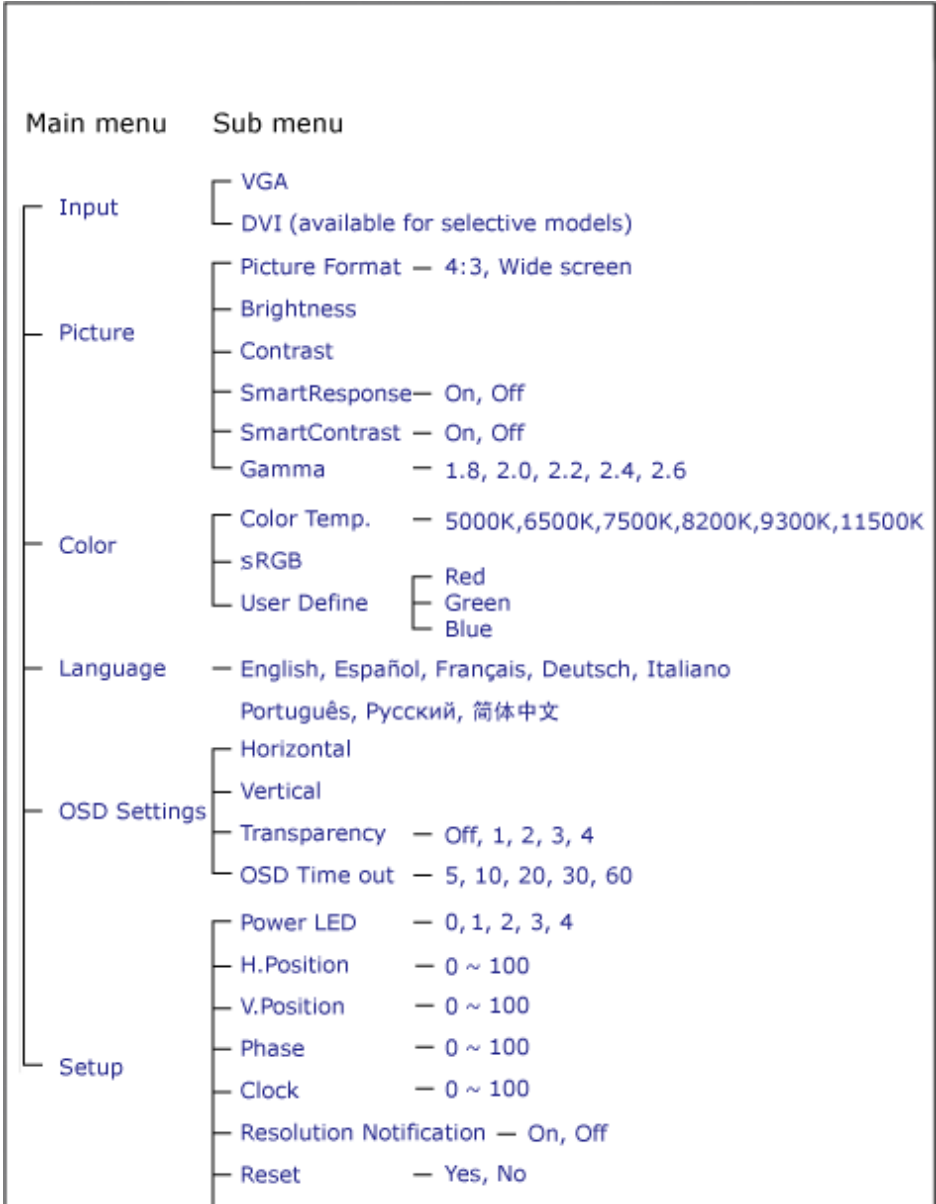 Main menu Sub menu
VGA
Input
DVI (available for selective models)
Picture Format — 4:3, Wide screen
Brightness
Picture
Contrast
SmartResponse— On, Off
SmartContrast — On, Off
Gamma — 1.8, 2.0, 2.2, 2.4, 2.6
Color Temp. — 5000K,6500K,7500K,8200K,9300K,11500K
Color
sRGB
Red
User Define Green
Blue
Language — English, Español, Français, Deutsch, Italiano
Português, Русский, 简体中文
Horizontal
Vertical
OSD Settings
Transparency — Off, 1, 2, 3, 4
OSD Time out — 5, 10, 20, 30, 60
Power LED — 0, 1, 2, 3, 4
H.Position — 0 ~ 100
V.Position — 0 ~ 100
Phase — 0 ~ 100
Setup
Clock — 0 ~ 100
Resolution Notification — On, Off
Reset — Yes, No